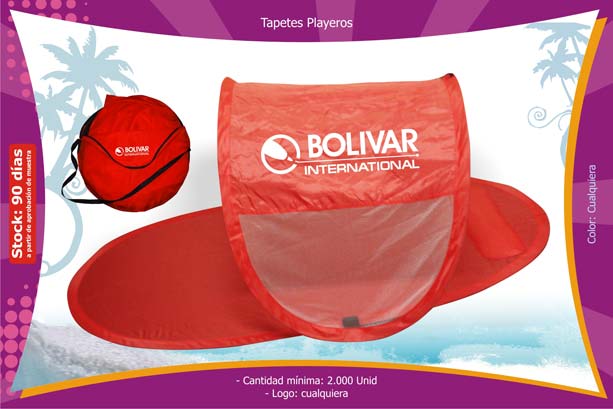 Tapetes Playeros
BOLIVAR
INTERNATIONAL
BOLIVAR
INTERNATIONAL
Stock: 90 días
a partir de aprobación de muestra
Color: Cualquiera
- Cantidad mínima: 2.000 Unid
- Logo: cualquiera